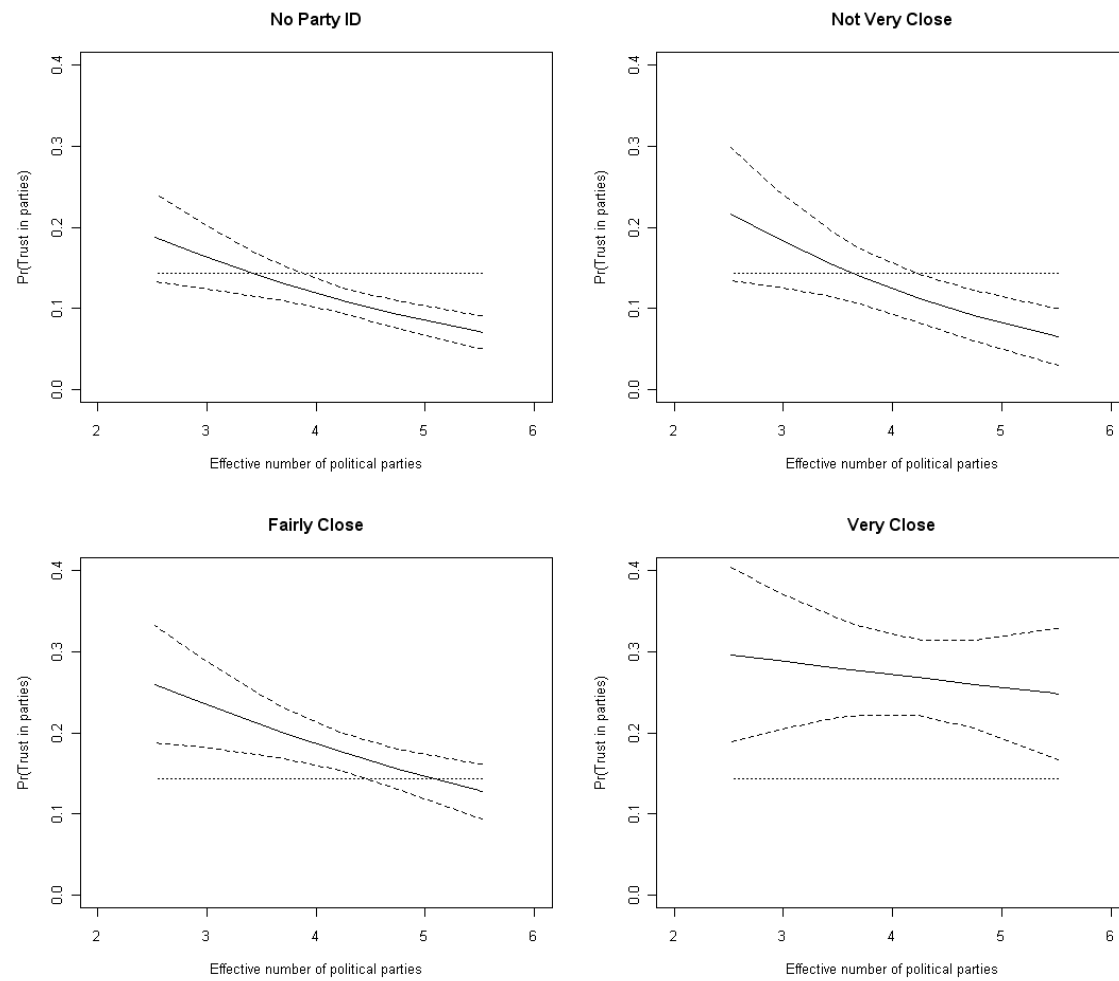 No Party ID
Pr(Trust in parties)
0.4
0.3
0.2
0.1
0.0
2 3 4 5 6
Effective number of political parties
Not Very Close
Pr(Trust in parties)
0.4
0.3
0.2
0.1
0.0
2 3 4 5 6
Effective number of political parties
Fairly Close
Pr(Trust in parties)
0.4
0.3
0.2
0.1
0.0
2 3 4 5 6
Effective number of political parties
Very Close
Pr(Trust in parties)
0.4
0.3
0.2
0.1
0.0
2 3 4 5 6
Effective number of political parties